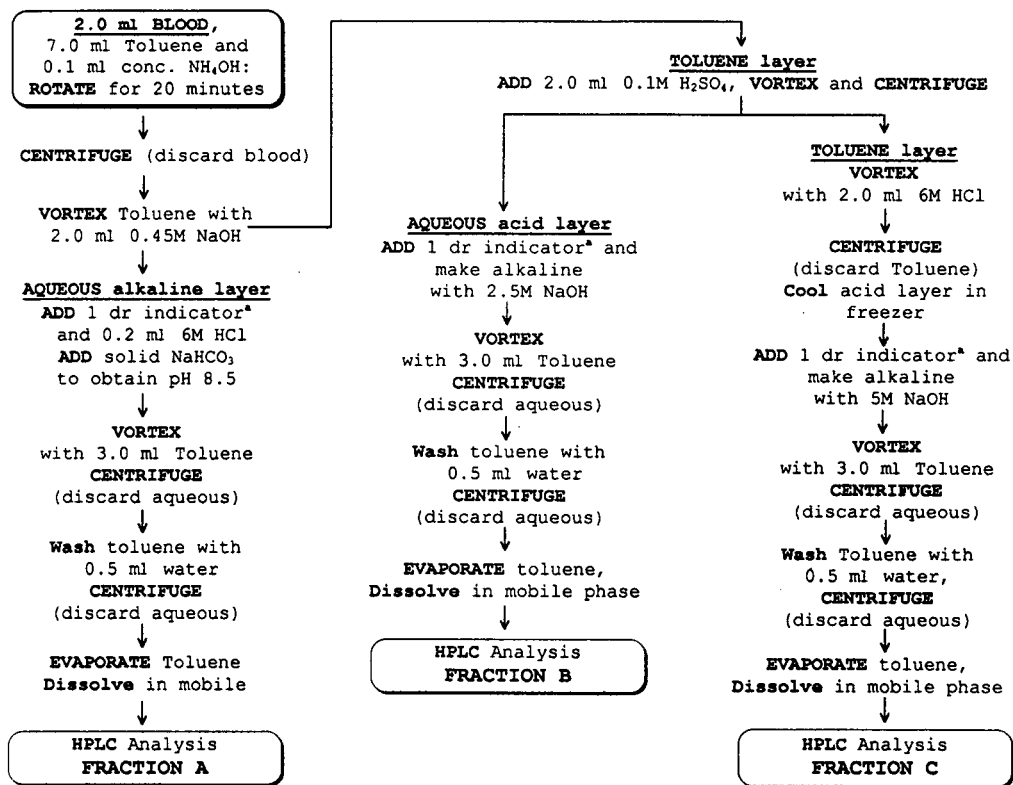 2.0 ml BLOOD,
7.0 ml Toluene and
0.1 ml conc. NH₄OH:
ROTATE for 20 minutes
CENTRIFUGE (discard blood)
VORTEX Toluene with
2.0 ml 0.45M NaOH
AQUEOUS alkaline layer
ADD 1 dr indicatorᵃ
and 0.2 ml 6M HCl
ADD solid NaHCO₃
to obtain pH 8.5
VORTEX
with 3.0 ml Toluene
CENTRIFUGE
(discard aqueous)
Wash toluene with
0.5 ml water
CENTRIFUGE
(discard aqueous)
EVAPORATE Toluene
Dissolve in mobile
HPLC Analysis
FRACTION A
TOLUENE layer
ADD 2.0 ml 0.1M H₂SO₄, VORTEX and CENTRIFUGE
AQUEOUS acid layer
ADD 1 dr indicatorᵃ and
make alkaline
with 2.5M NaOH
VORTEX
with 3.0 ml Toluene
CENTRIFUGE
(discard aqueous)
Wash toluene with
0.5 ml water
CENTRIFUGE
(discard aqueous)
EVAPORATE toluene,
Dissolve in mobile phase
HPLC Analysis
FRACTION B
TOLUENE layer
VORTEX
with 2.0 ml 6M HCl
CENTRIFUGE
(discard Toluene)
Cool acid layer in
freezer
ADD 1 dr indicatorᵃ and
make alkaline
with 5M NaOH
VORTEX
with 3.0 ml Toluene
CENTRIFUGE
(discard aqueous)
Wash Toluene with
0.5 ml water,
CENTRIFUGE
(discard aqueous)
EVAPORATE toluene,
Dissolve in mobile phase
HPLC Analysis
FRACTION C